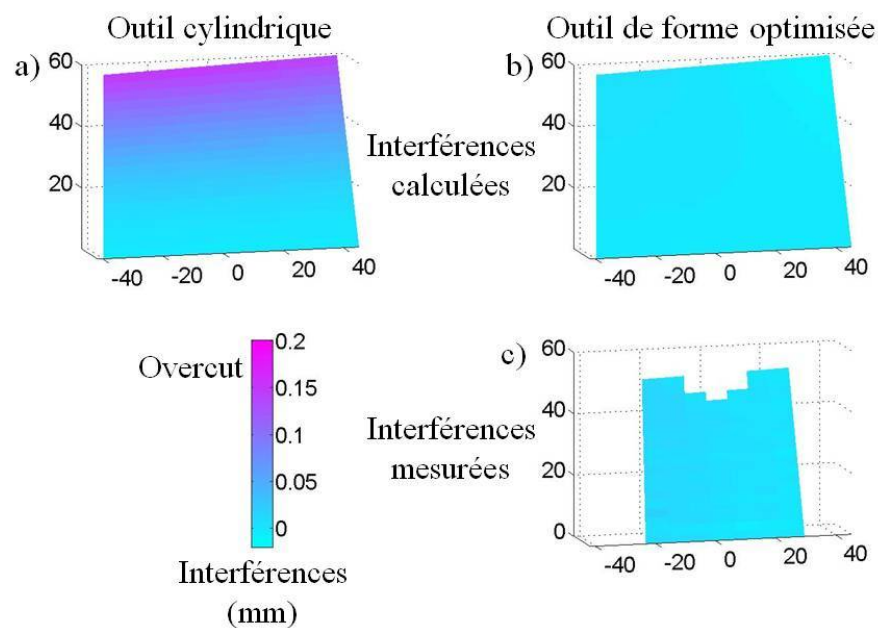 Outil cylindrique
Outil de forme optimisée
a)
60
40
20
-40 -20 0 20 40
Interférences
calculées
b)
60
40
20
-40 -20 0 20 40
Overcut
0.2
0.15
0.1
0.05
0
Interférences
(mm)
Interférences
mesurées
c)
60
40
20
0
-40 -20 0 20 40